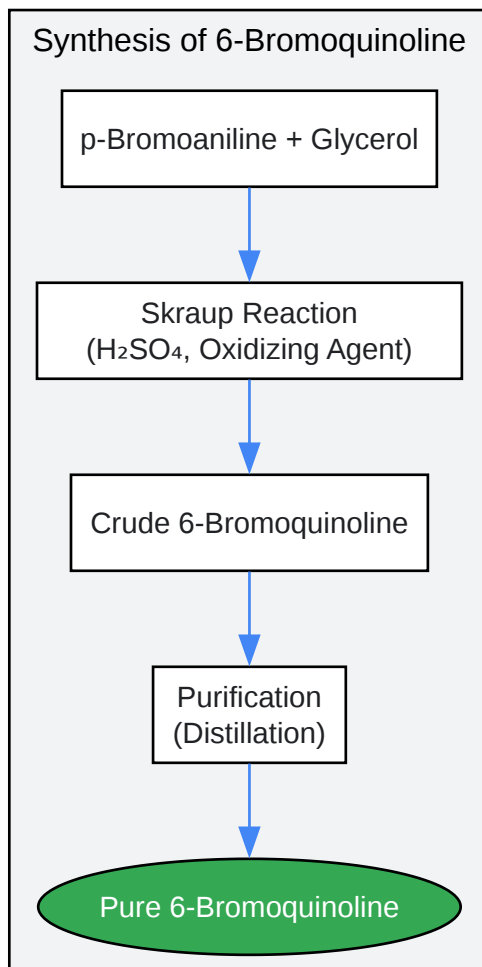 Synthesis of 6-Bromoquinoline
p-Bromoaniline + Glycerol
Skraup Reaction
(H₂SO₄, Oxidizing Agent)
Crude 6-Bromoquinoline
Purification
(Distillation)
Pure 6-Bromoquinoline